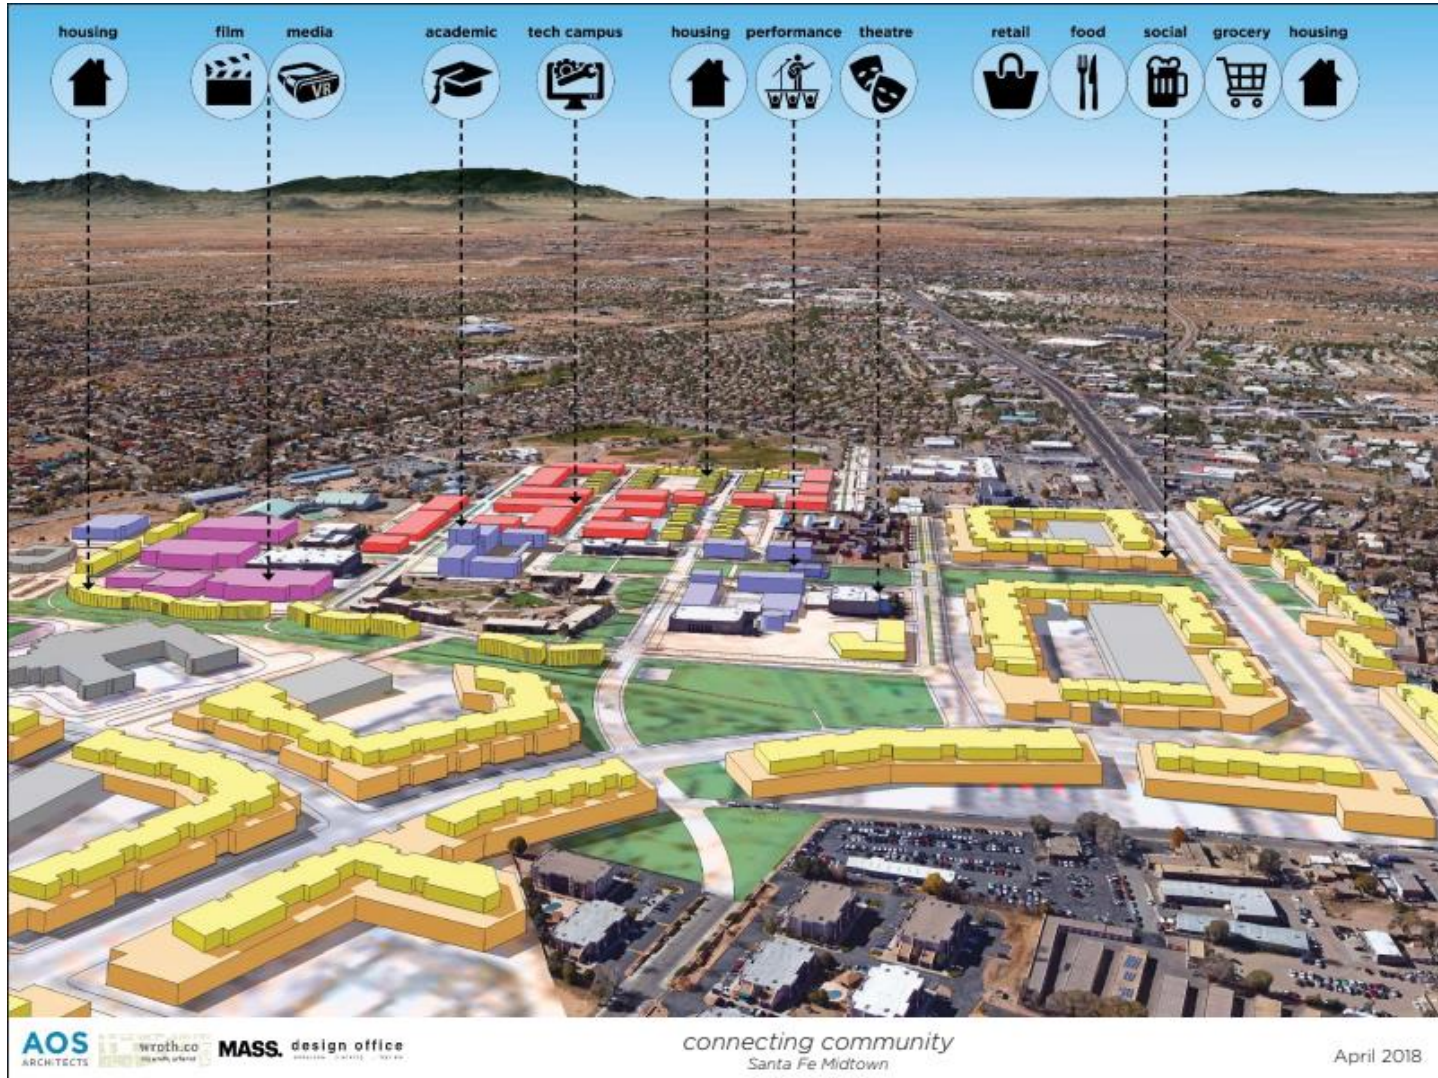 housing film media academic tech campus housing performance theatre retail food social grocery housing
VR
AOS
ARCHITECTS
wroth.co
MASS. design office
connecting community
Santa Fe Midtown
April 2018